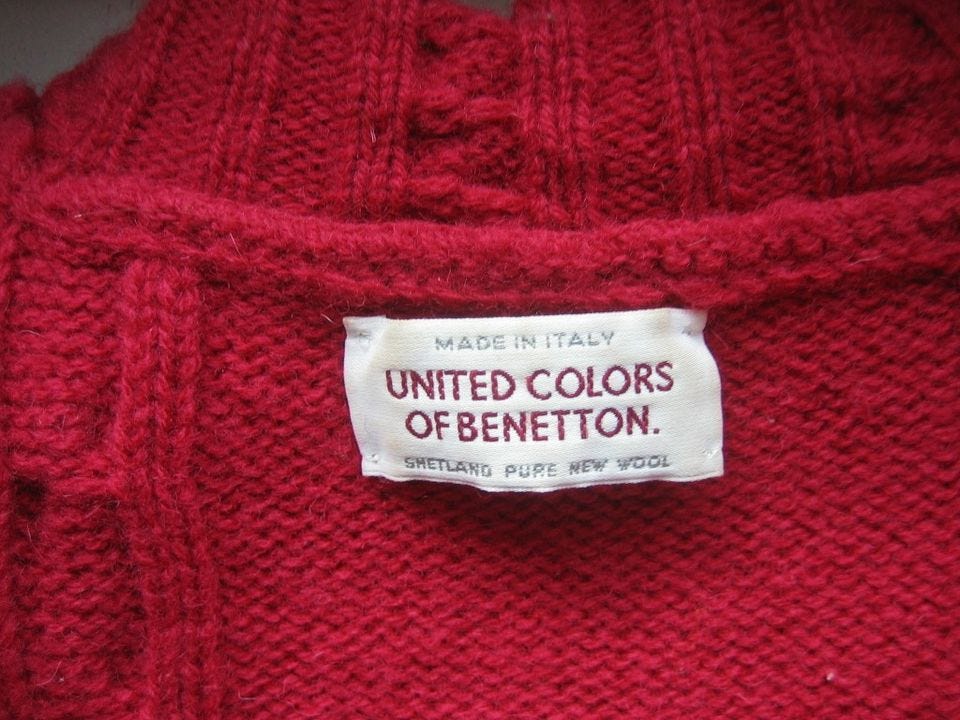 MADE IN ITALY
UNITED COLORS
OF BENETTON.
SHETLAND PURE NEW WOOL